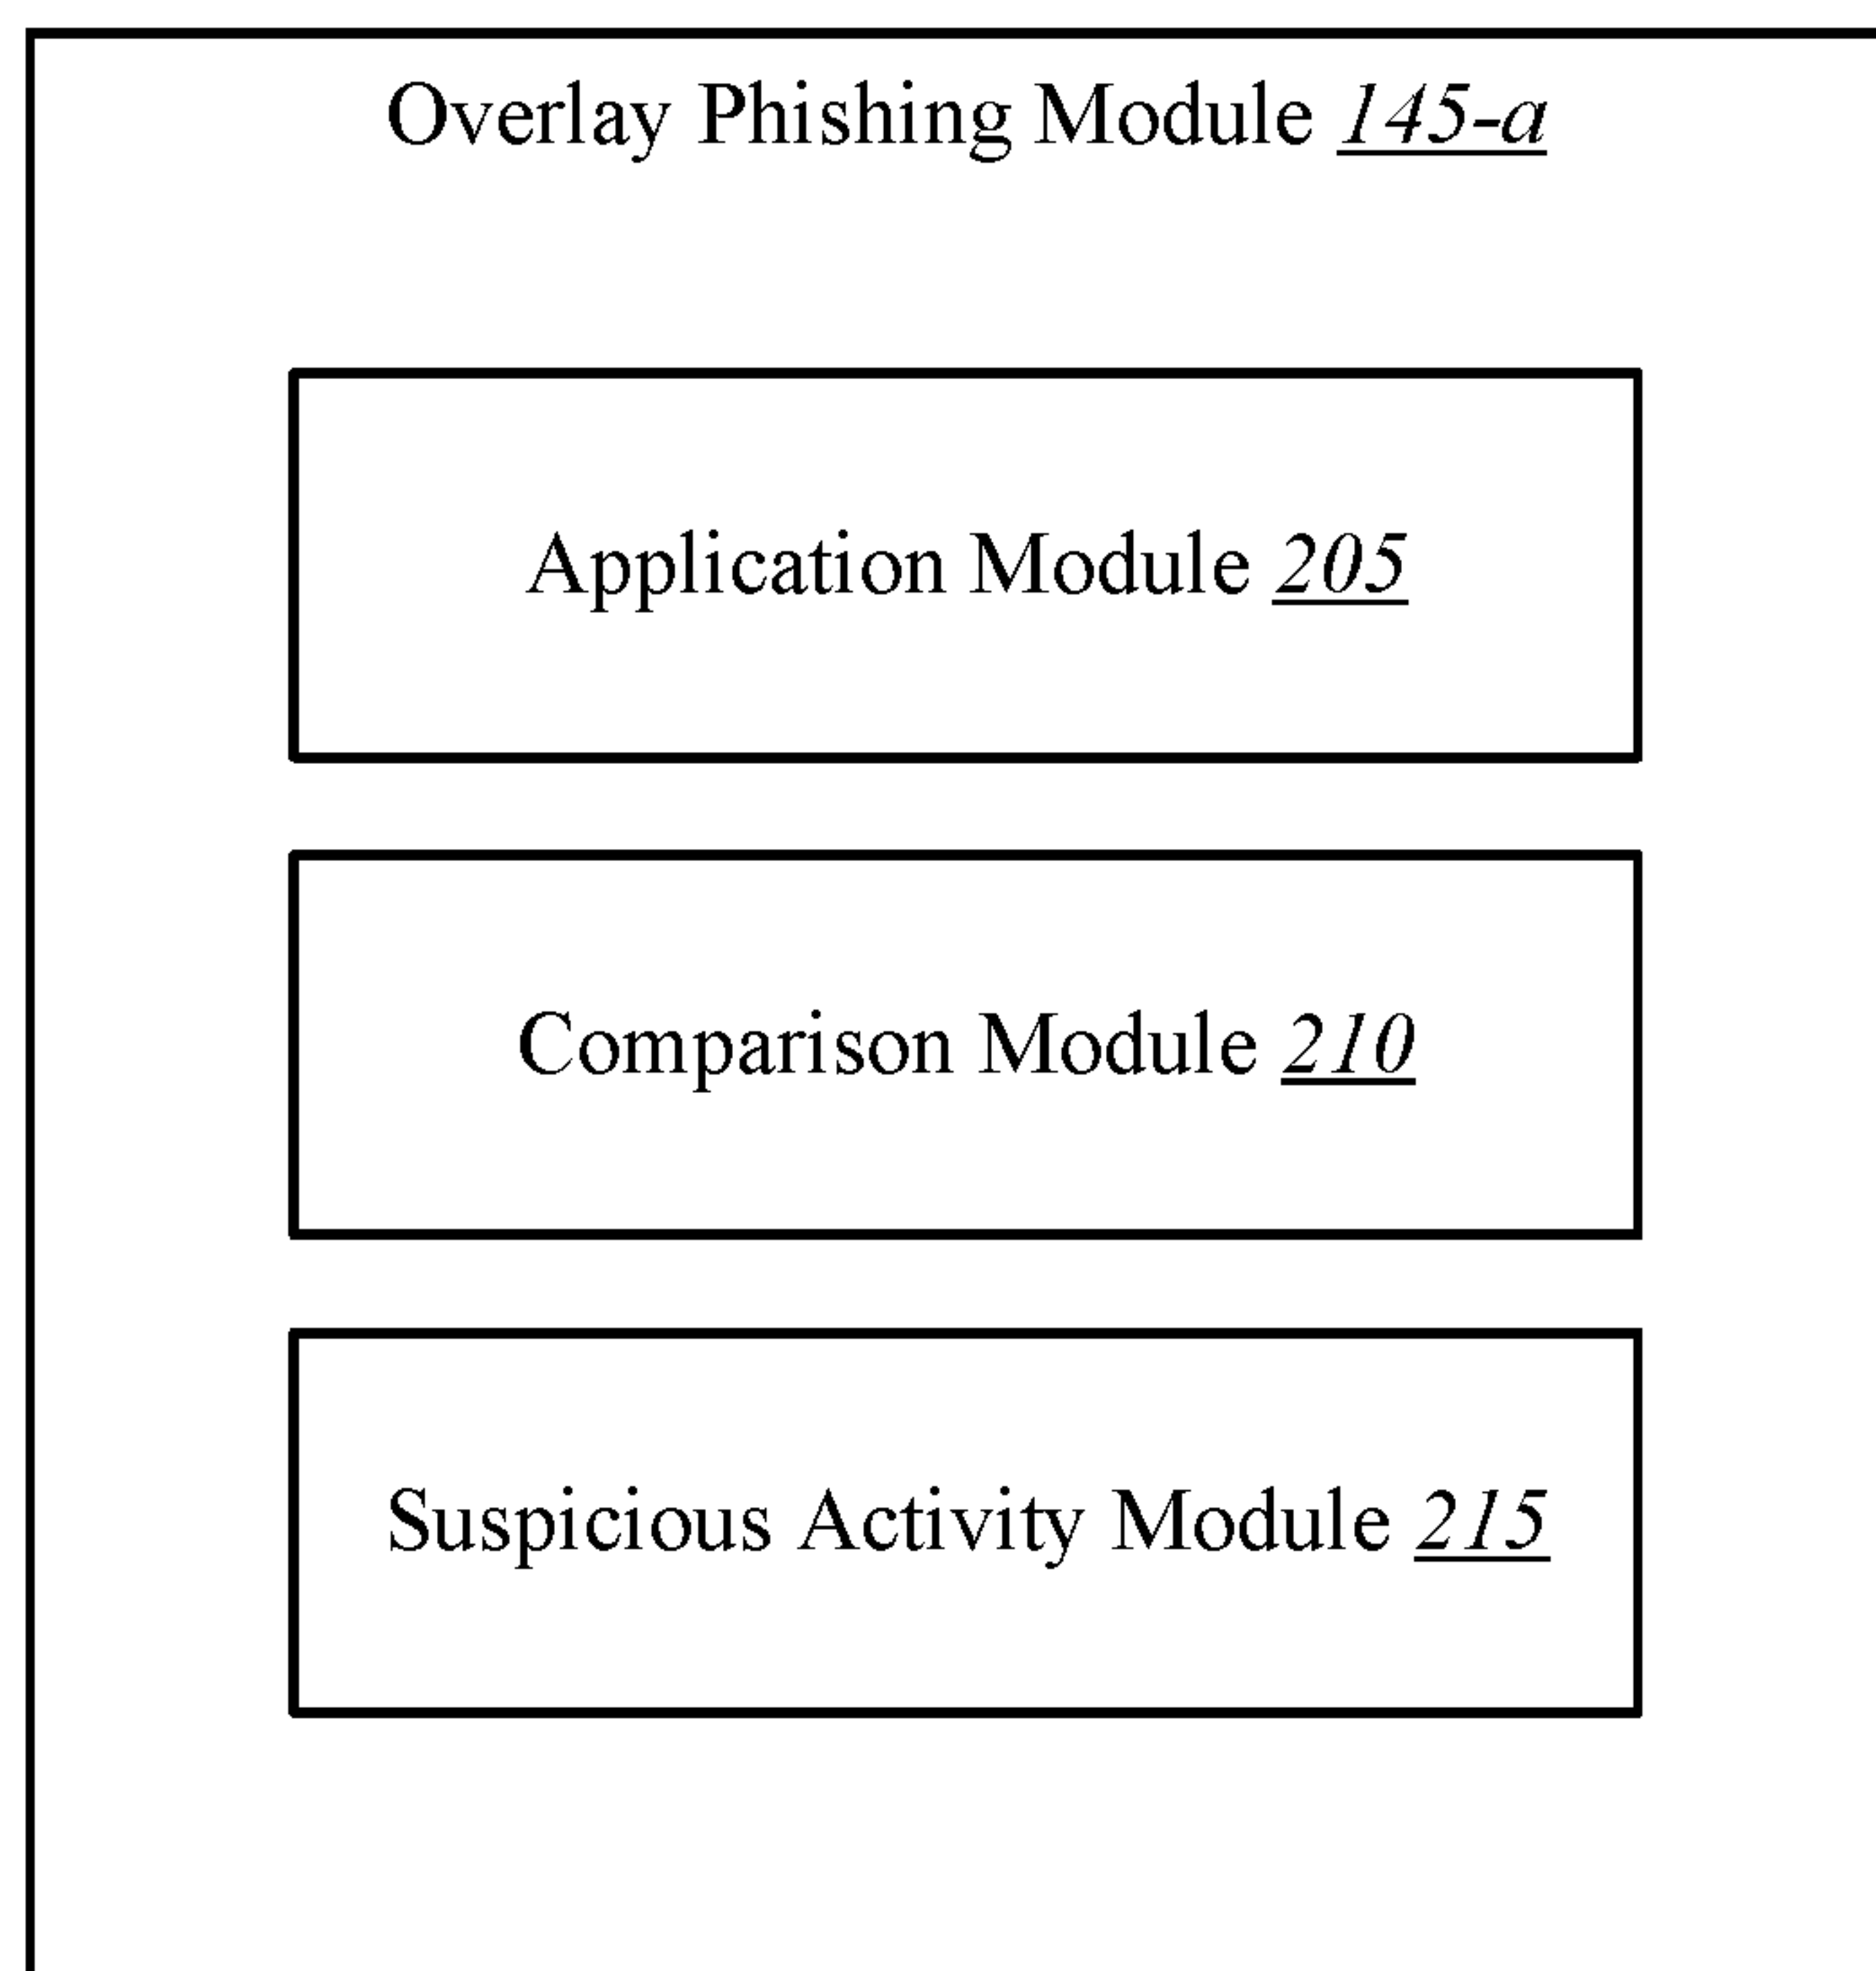 Overlay Phishing Module 145-a
Application Module 205
Comparison Module 210
Suspicious Activity Module 215